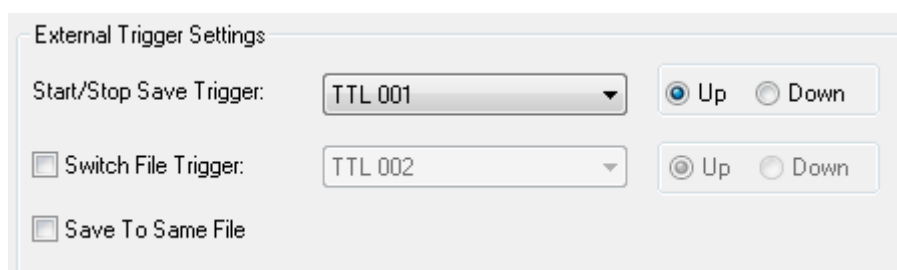 External Trigger Settings
Start/Stop Save Trigger: TTL 001 Up Down
Switch File Trigger: TTL 002 Up Down
Save To Same File